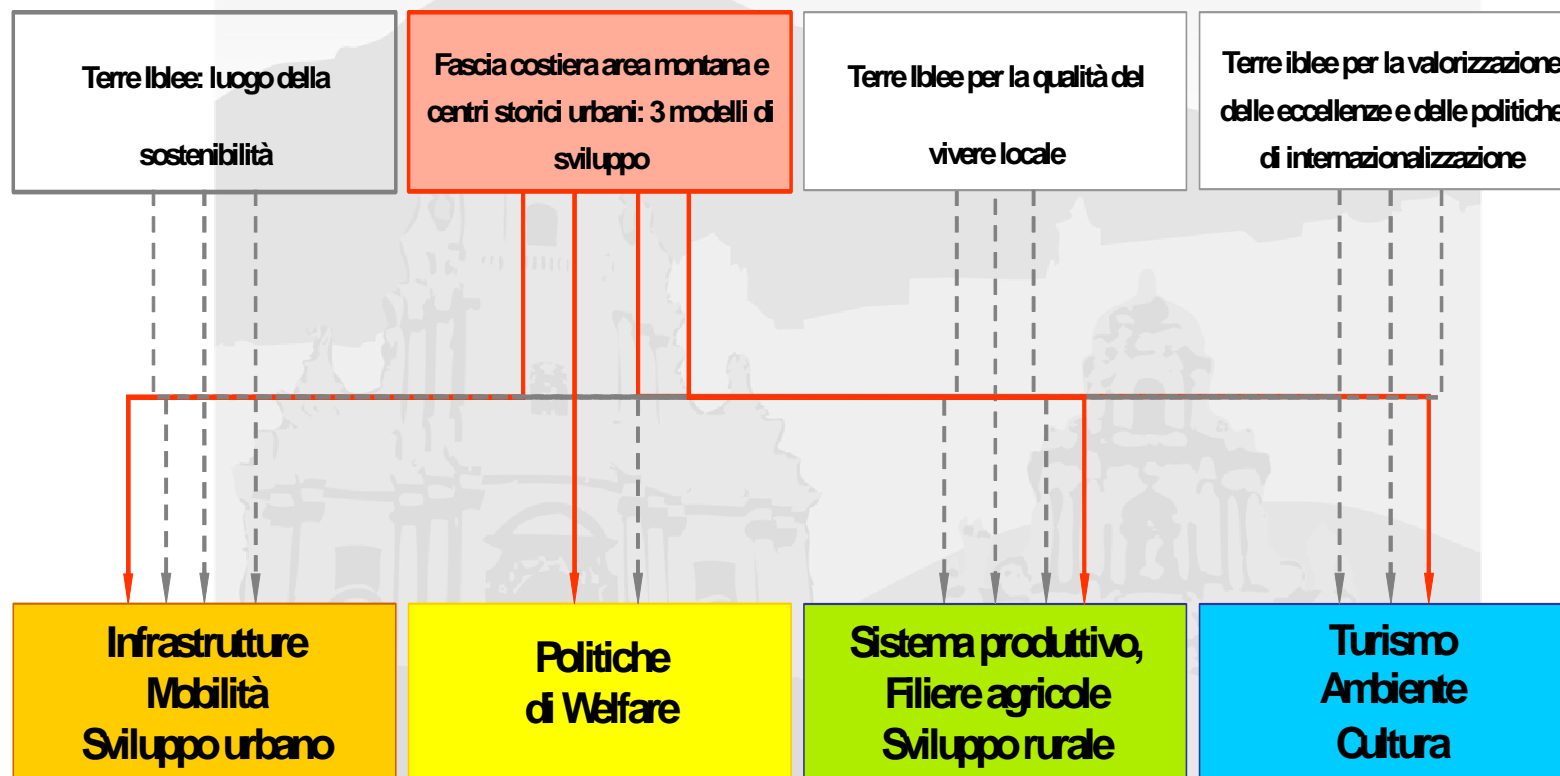 Terre Iblee: luogo della
sostenibilità
Fascia costiera area montana e
centri storici urbani: 3 modelli di
sviluppo
Terre Iblee per la qualità del
vivere locale
Terre iblee per la valorizzazione
delle eccellenze e delle politiche
di internazionalizzazione
Infrastrutture
Mobilità
Sviluppo urbano
Politiche
di Welfare
Sistema produttivo,
Filiere agricole
Sviluppo rurale
Turismo
Ambiente
Cultura